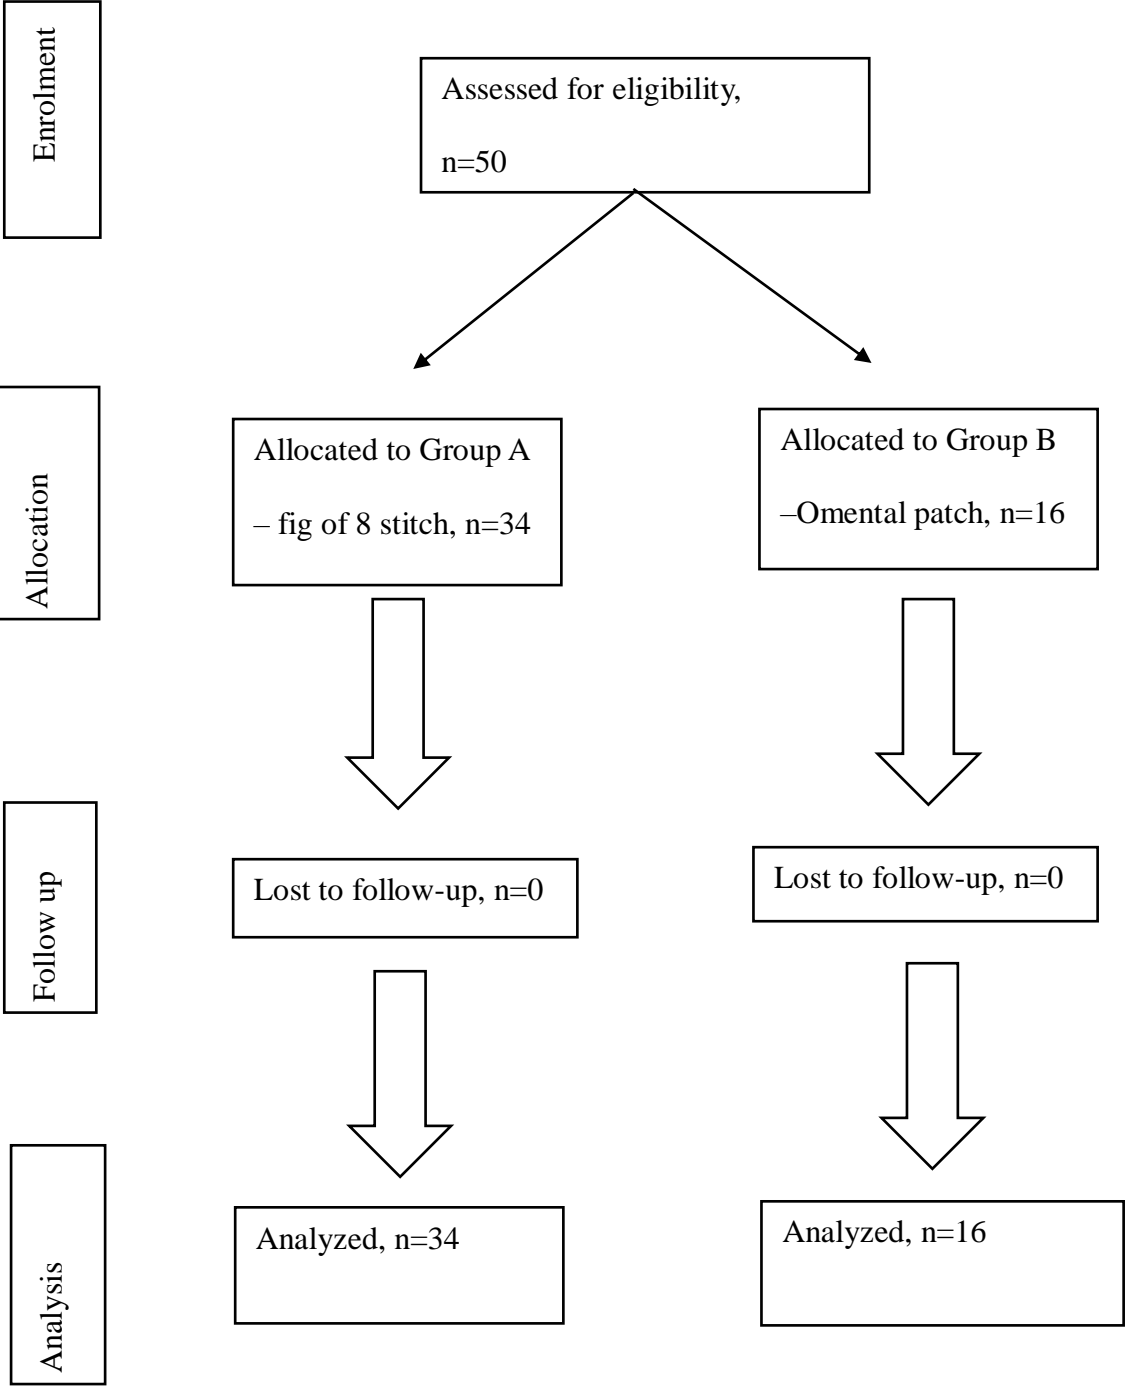 Enrolment
Assessed for eligibility,
n=50
Allocation
Allocated to Group A
– fig of 8 stitch, n=34
Allocated to Group B
–Omental patch, n=16
Follow up
Lost to follow-up, n=0
Lost to follow-up, n=0
Analysis
Analyzed, n=34
Analyzed, n=16